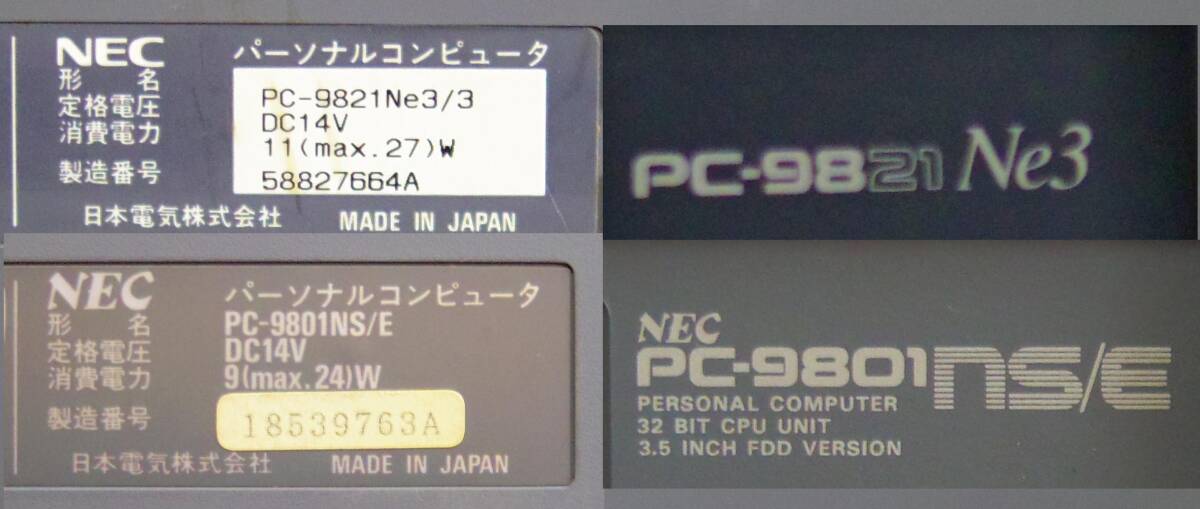 NEC パーソナルコンピュータ
形名 PC-9821Ne3/3
定格電圧 DC14V
消費電力 11(max.27)W
製造番号 58827664A
日本電気株式会社 MADE IN JAPAN
PC-9821 Ne3
NEC パーソナルコンピュータ
形名 PC-9801NS/E
定格電圧 DC14V
消費電力 9(max.24)W
製造番号 18539763A
日本電気株式会社 MADE IN JAPAN
NEC
PC-9801 NS/E
PERSONAL COMPUTER
32 BIT CPU UNIT
3.5 INCH FDD VERSION